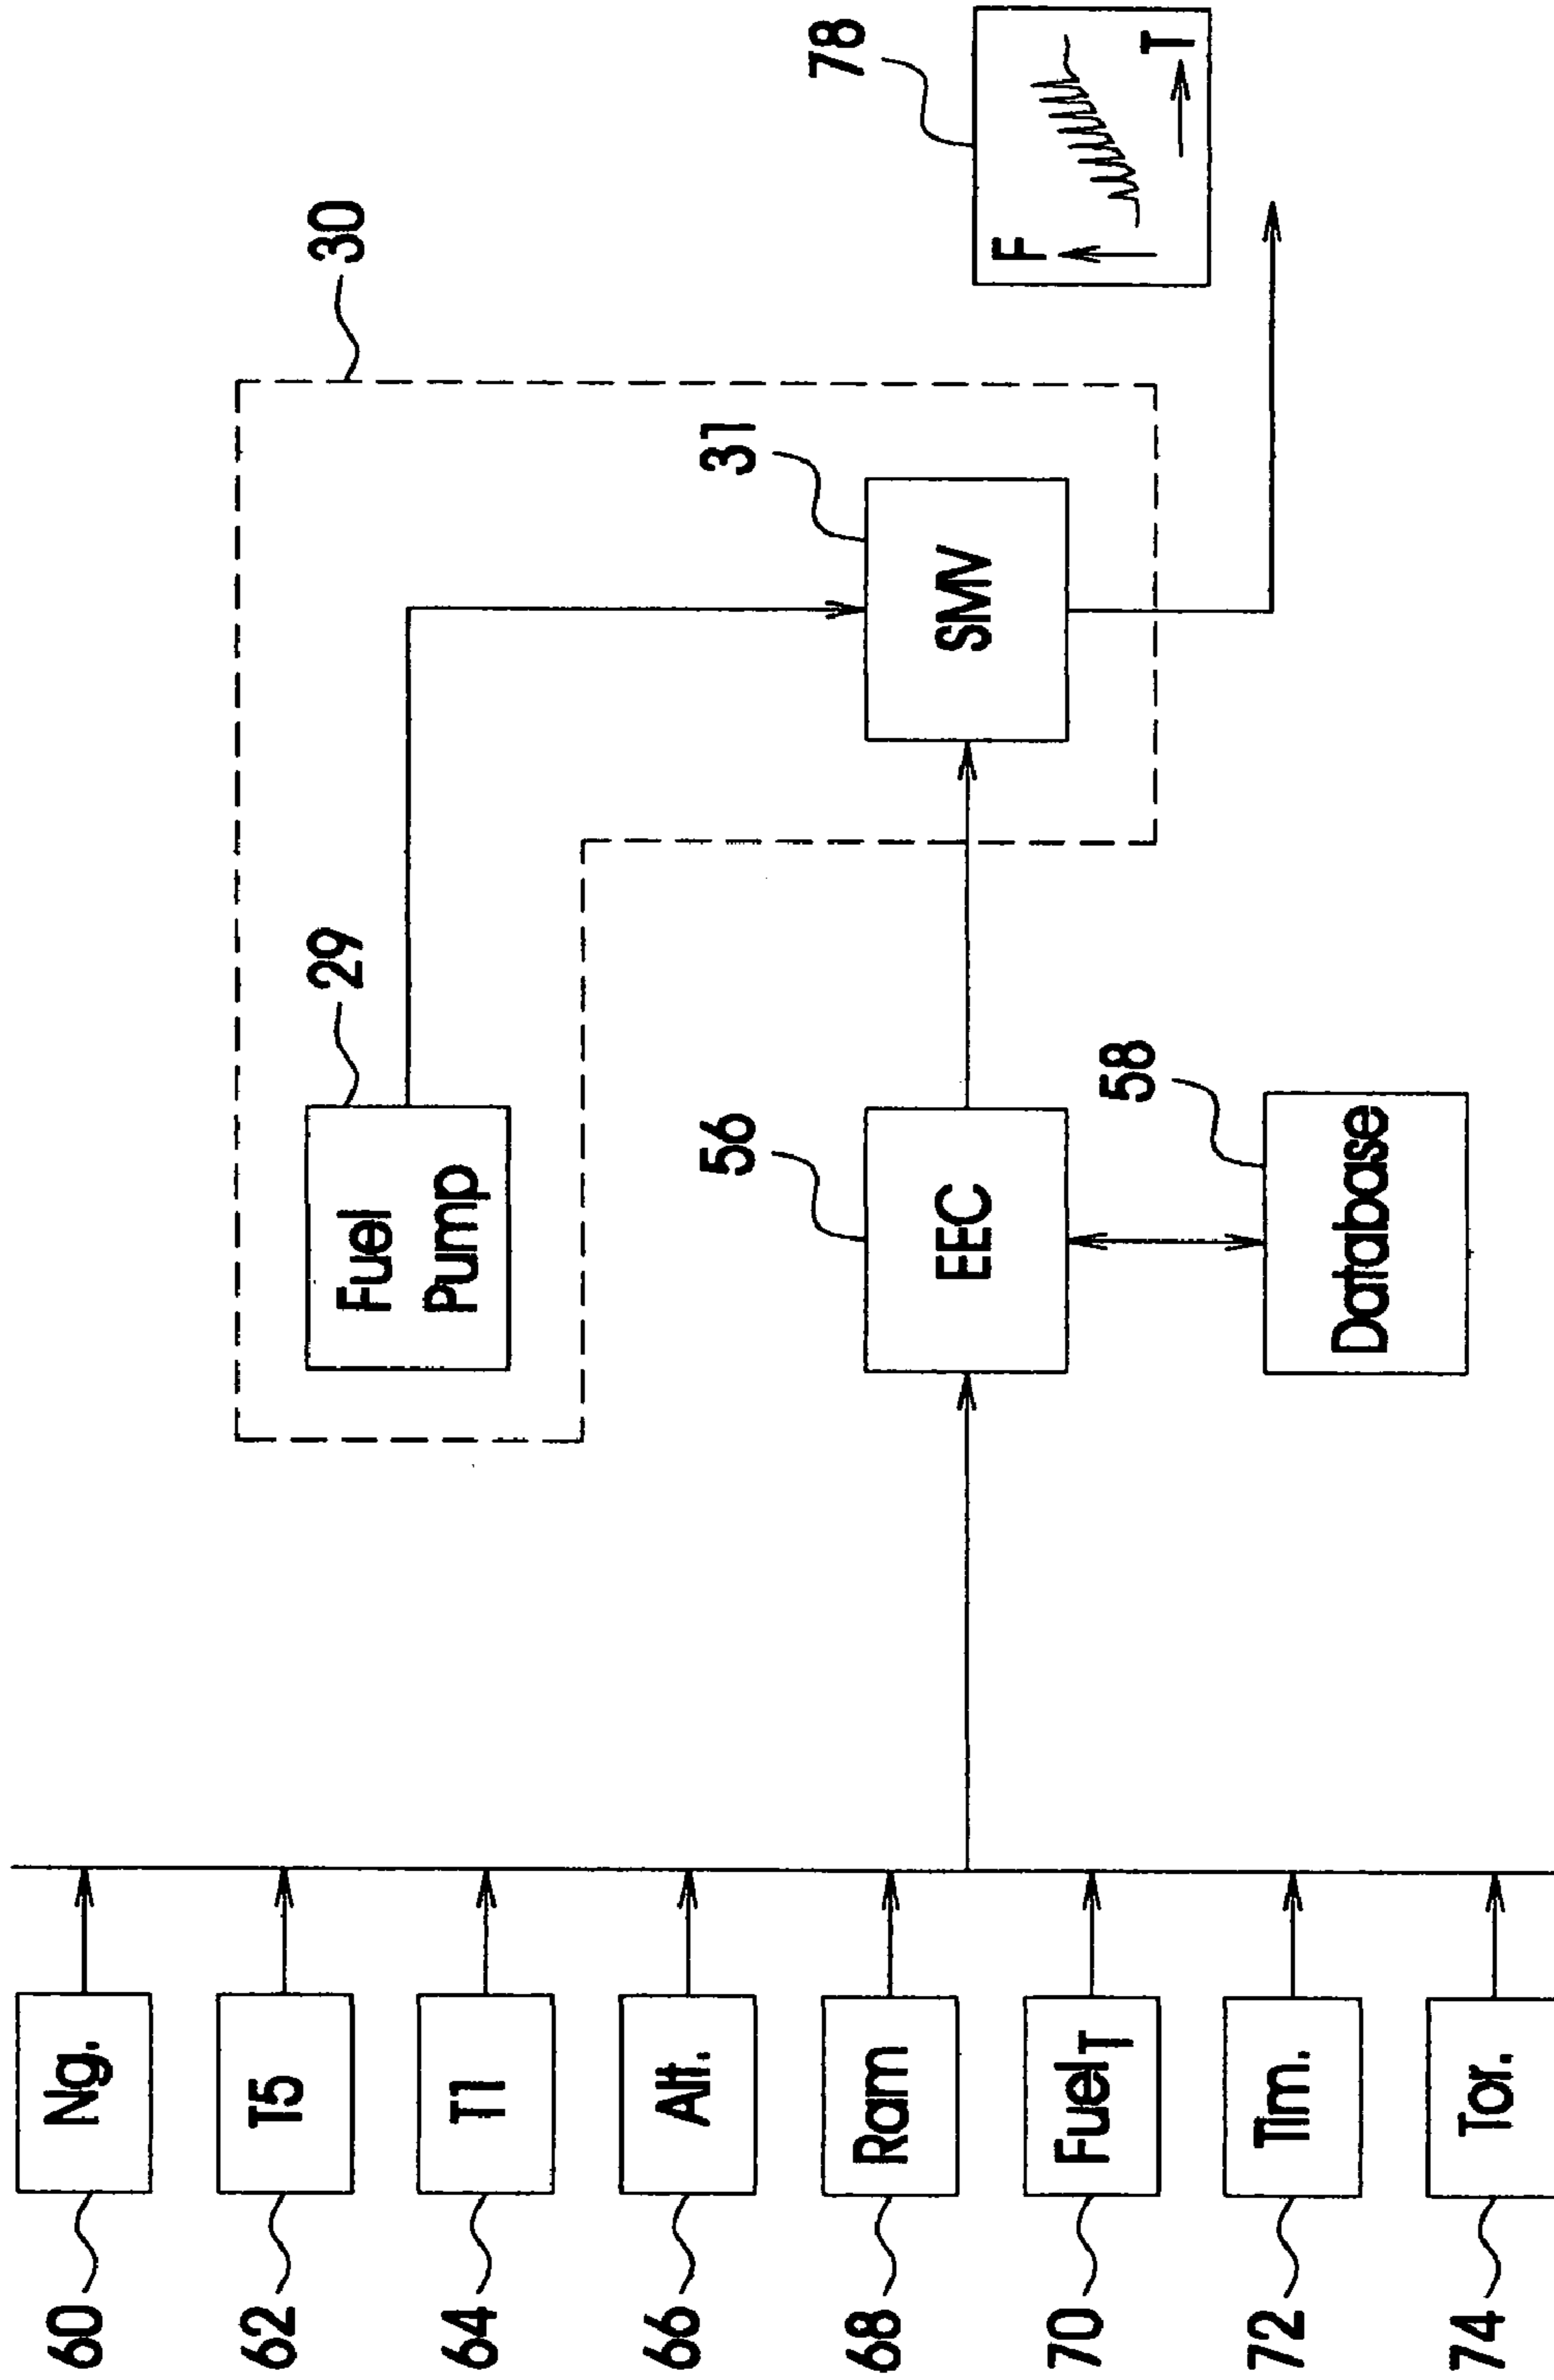 60
Ng.
62
T5
64
T1
66
Alt.
68
Ram
70
Fuel T
72
Tim.
74
Tor.
30
29
Fuel
Pump
31
SMV
56
EEC
58
Database
78
F
T